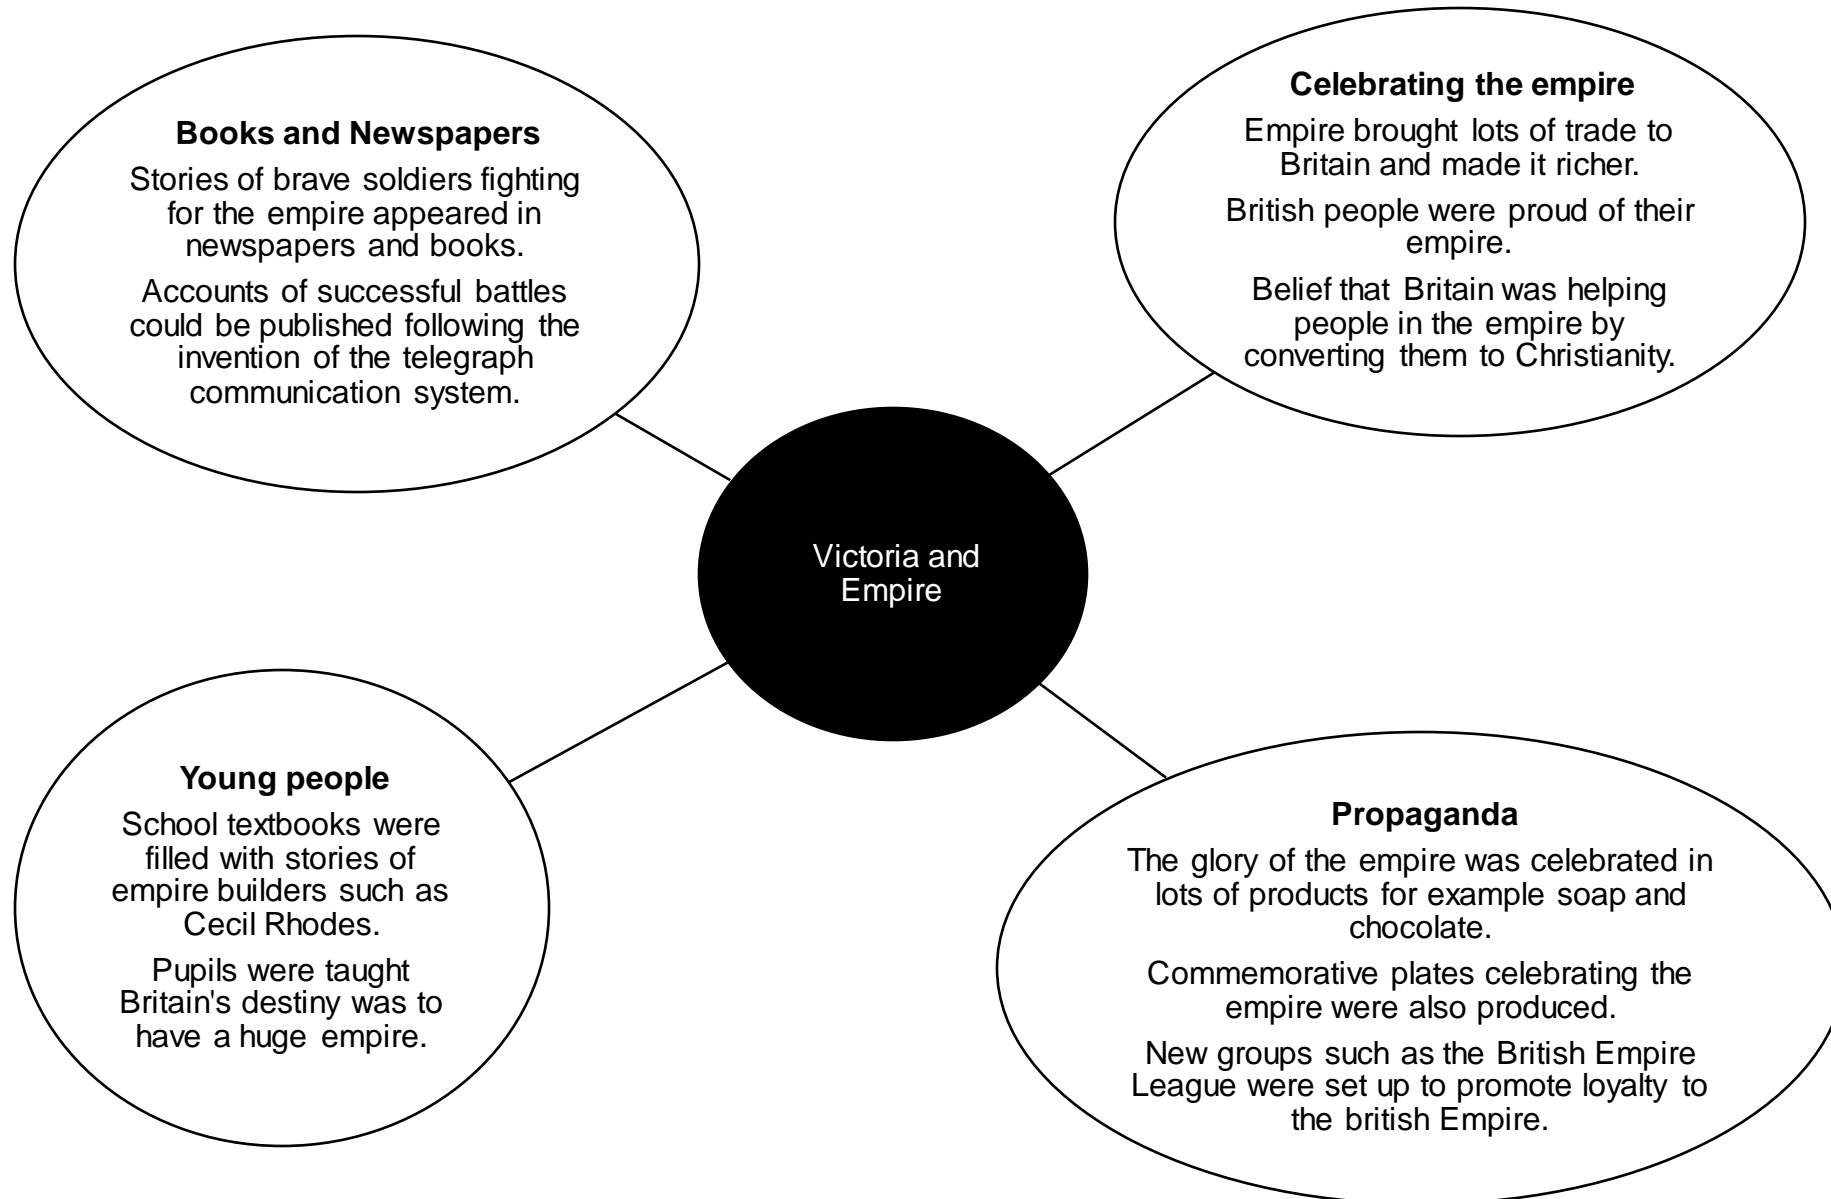 Books and Newspapers
Stories of brave soldiers fighting
for the empire appeared in
newspapers and books.
Accounts of successful battles
could be published following the
invention of the telegraph
communication system.
Celebrating the empire
Empire brought lots of trade to
Britain and made it richer.
British people were proud of their
empire.
Belief that Britain was helping
people in the empire by
converting them to Christianity.
Victoria and
Empire
Young people
School textbooks were
filled with stories of
empire builders such as
Cecil Rhodes.
Pupils were taught
Britain's destiny was to
have a huge empire.
Propaganda
The glory of the empire was celebrated in
lots of products for example soap and
chocolate.
Commemorative plates celebrating the
empire were also produced.
New groups such as the British Empire
League were set up to promote loyalty to
the british Empire.